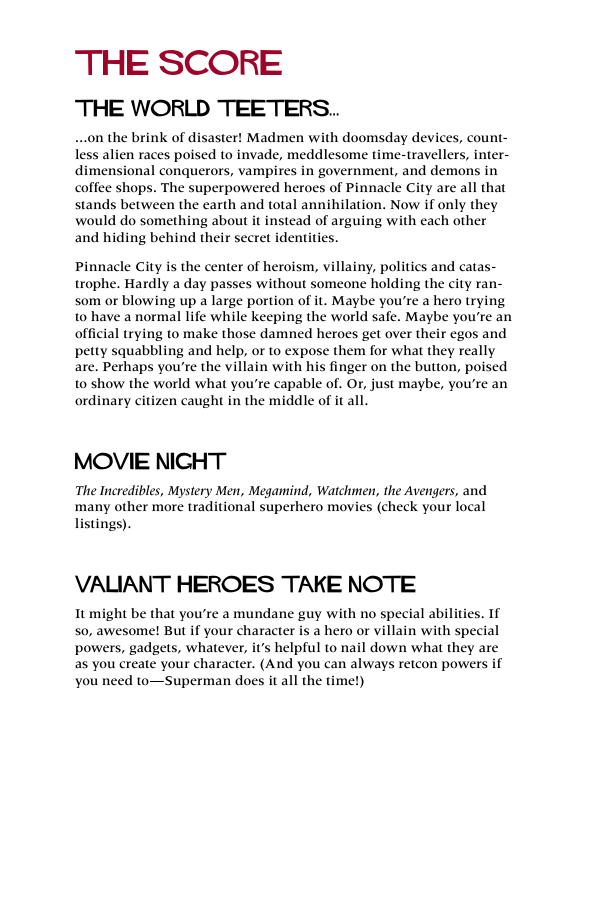 THE SCORE
THE WORLD TEETERS...
...on the brink of disaster! Madmen with doomsday devices, count-
less alien races poised to invade, meddlesome time-travellers, inter-
dimensional conquerors, vampires in government, and demons in
coffee shops. The superpowered heroes of Pinnacle City are all that
stands between the earth and total annihilation. Now if only they
would do something about it instead of arguing with each other
and hiding behind their secret identities.
Pinnacle City is the center of heroism, villainy, politics and catas-
trophe. Hardly a day passes without someone holding the city ran-
som or blowing up a large portion of it. Maybe you're a hero trying
to have a normal life while keeping the world safe. Maybe you're an
official trying to make those damned heroes get over their egos and
petty squabbling and help, or to expose them for what they really
are. Perhaps you're the villain with his finger on the button, poised
to show the world what you're capable of. Or, just maybe, you're an
ordinary citizen caught in the middle of it all.
MOVIE NIGHT
The Incredibles, Mystery Men, Megamind, Watchmen, the Avengers, and
many other more traditional superhero movies (check your local
listings).
VALIANT HEROES TAKE NOTE
It might be that you're a mundane guy with no special abilities. If
so, awesome! But if your character is a hero or villain with special
powers, gadgets, whatever, it's helpful to nail down what they are
as you create your character. (And you can always retcon powers if
you need to—Superman does it all the time!)